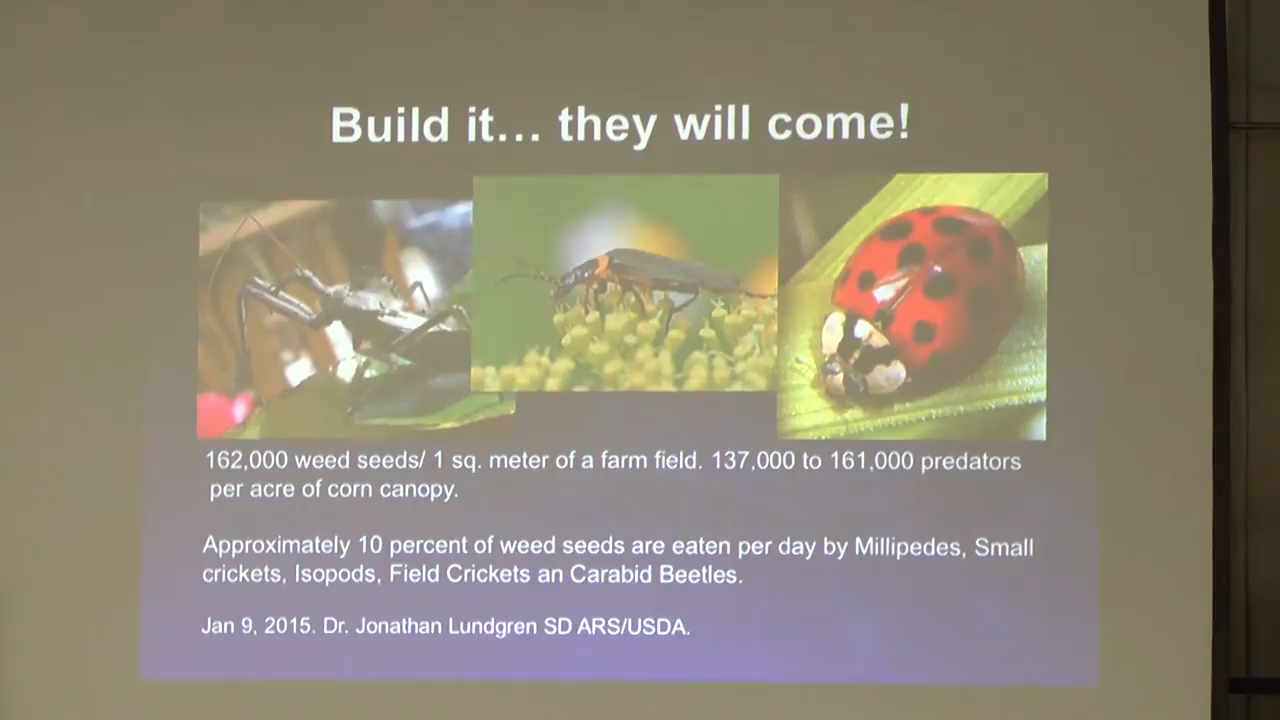 Build it... they will come!
162,000 weed seeds/ 1 sq. meter of a farm field. 137,000 to 161,000 predators
per acre of corn canopy.
Approximately 10 percent of weed seeds are eaten per day by Millipedes, Small
crickets, Isopods, Field Crickets an Carabid Beetles.
Jan 9, 2015. Dr. Jonathan Lundgren SD ARS/USDA.